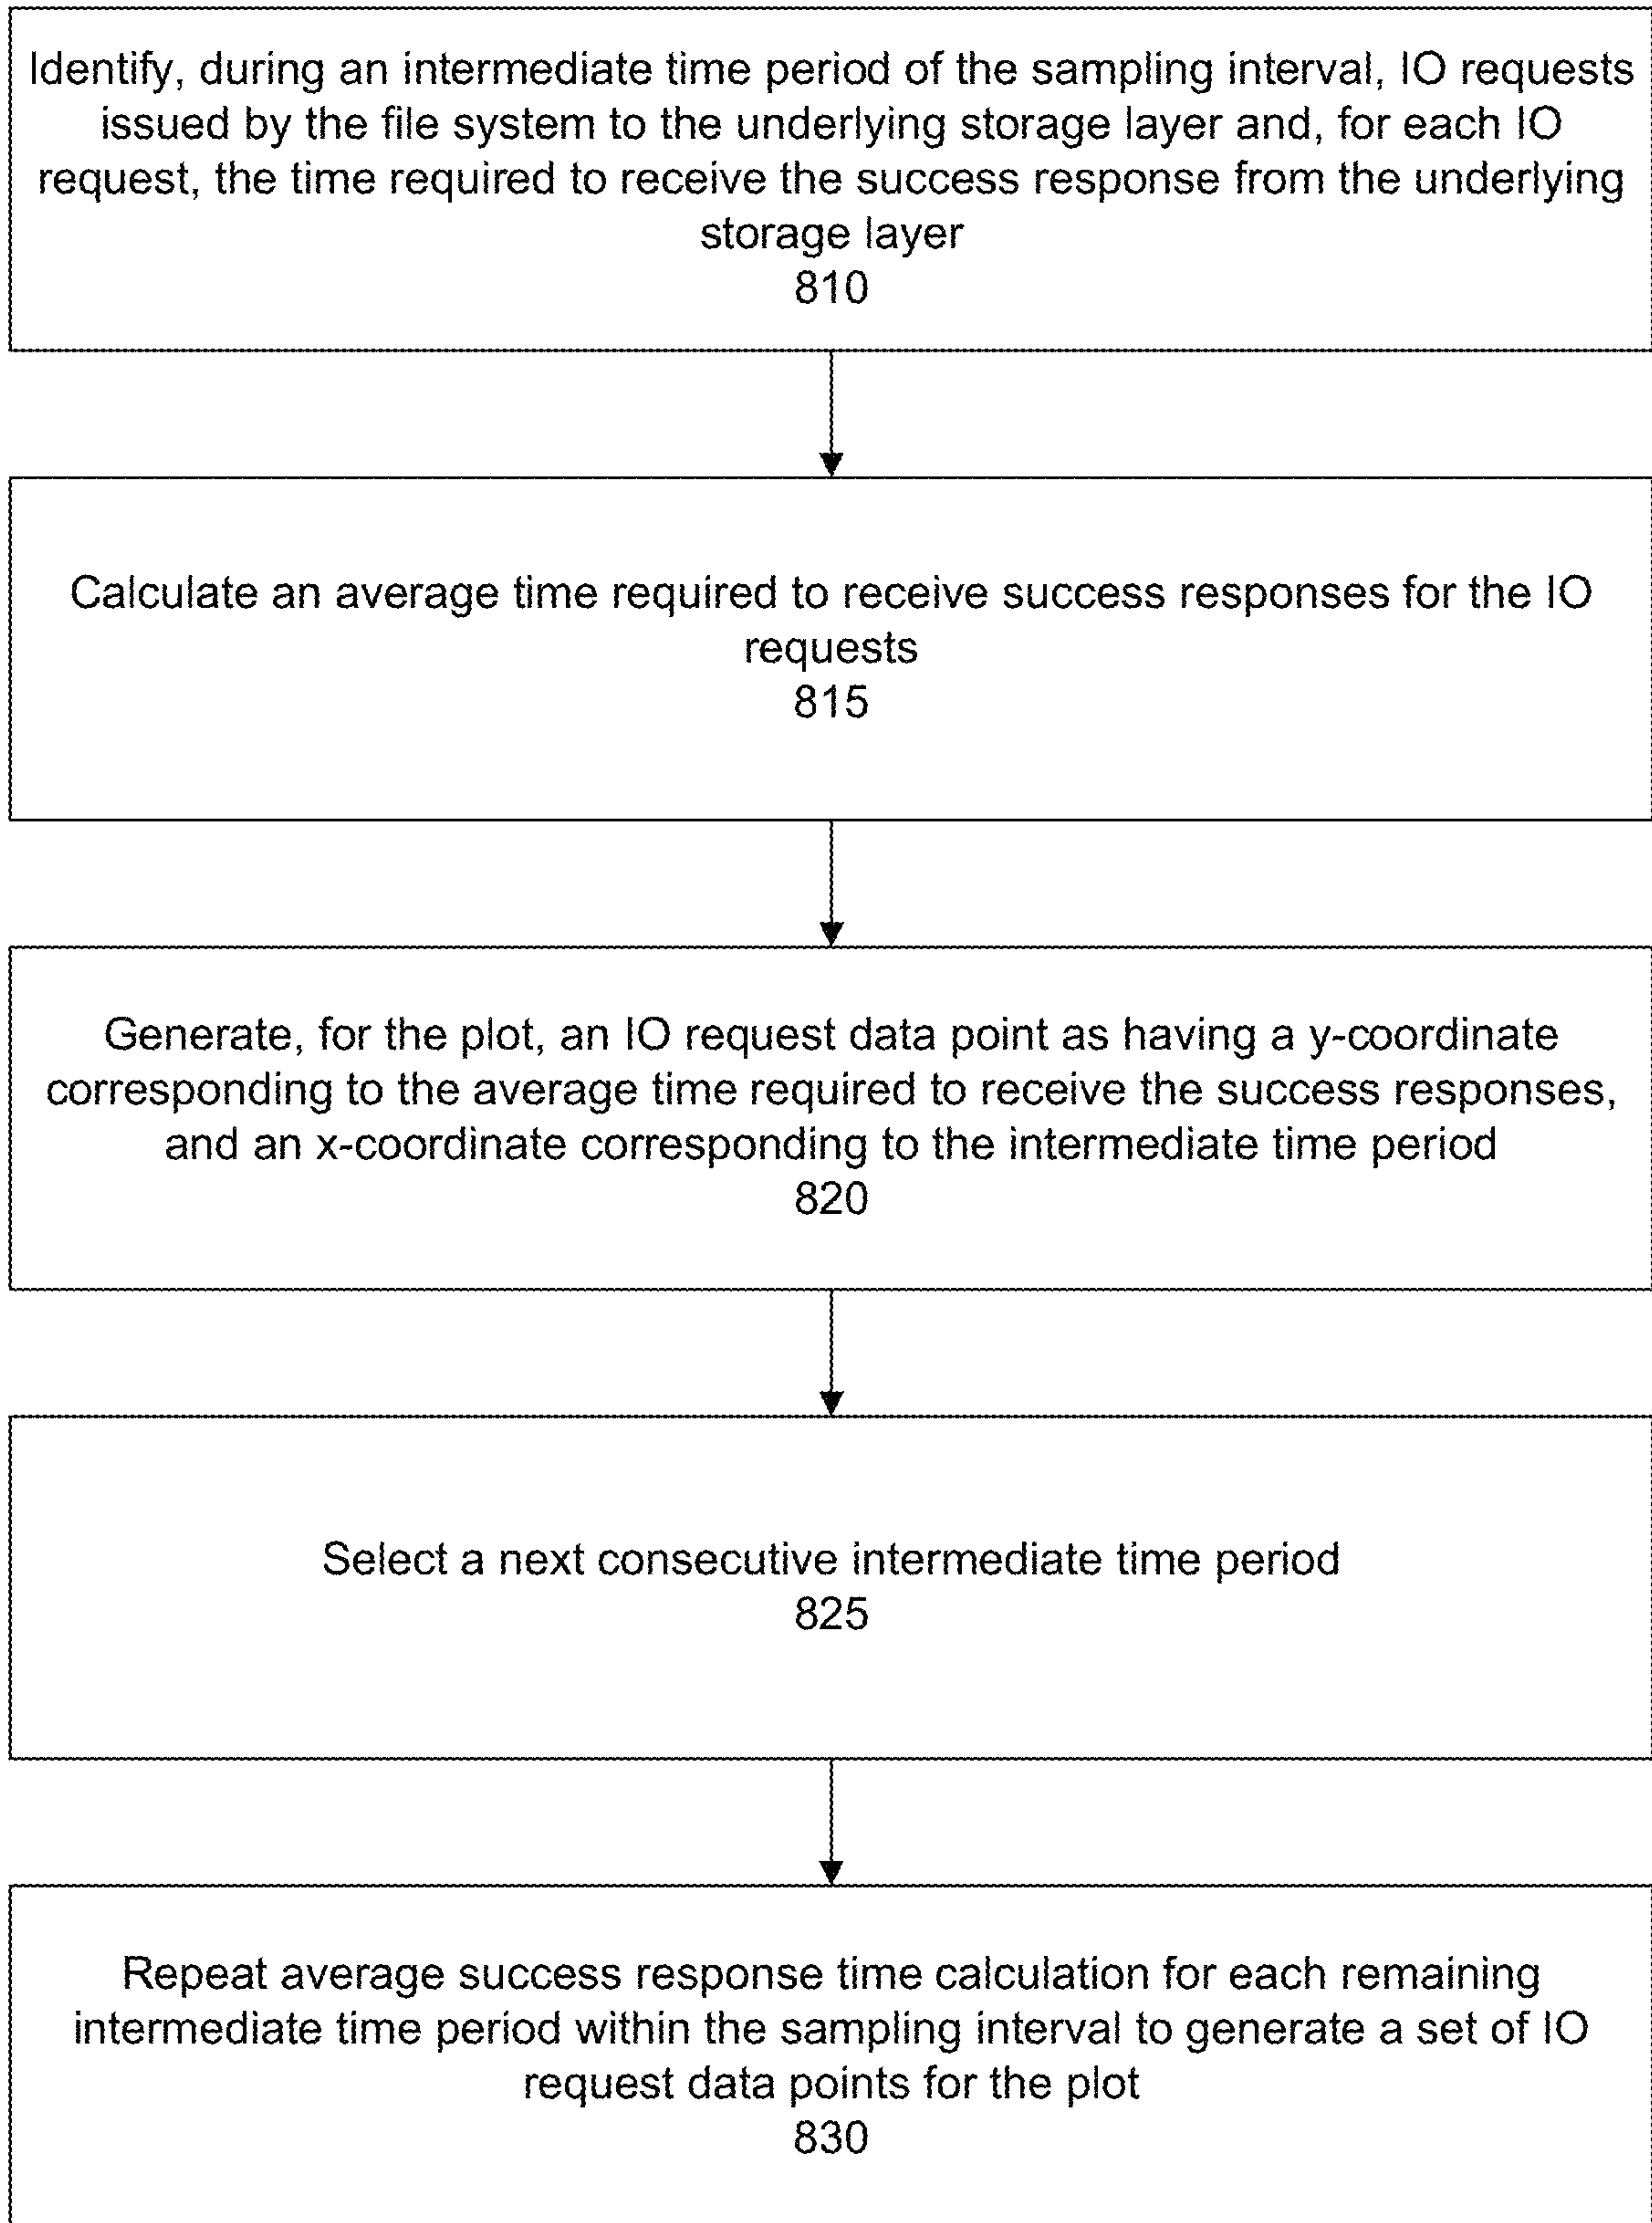 Identify, during an intermediate time period of the sampling interval, IO requests
issued by the file system to the underlying storage layer and, for each IO
request, the time required to receive the success response from the underlying
storage layer
810
Calculate an average time required to receive success responses for the IO
requests
815
Generate, for the plot, an IO request data point as having a y-coordinate
corresponding to the average time required to receive the success responses,
and an x-coordinate corresponding to the intermediate time period
820
Select a next consecutive intermediate time period
825
Repeat average success response time calculation for each remaining
intermediate time period within the sampling interval to generate a set of IO
request data points for the plot
830